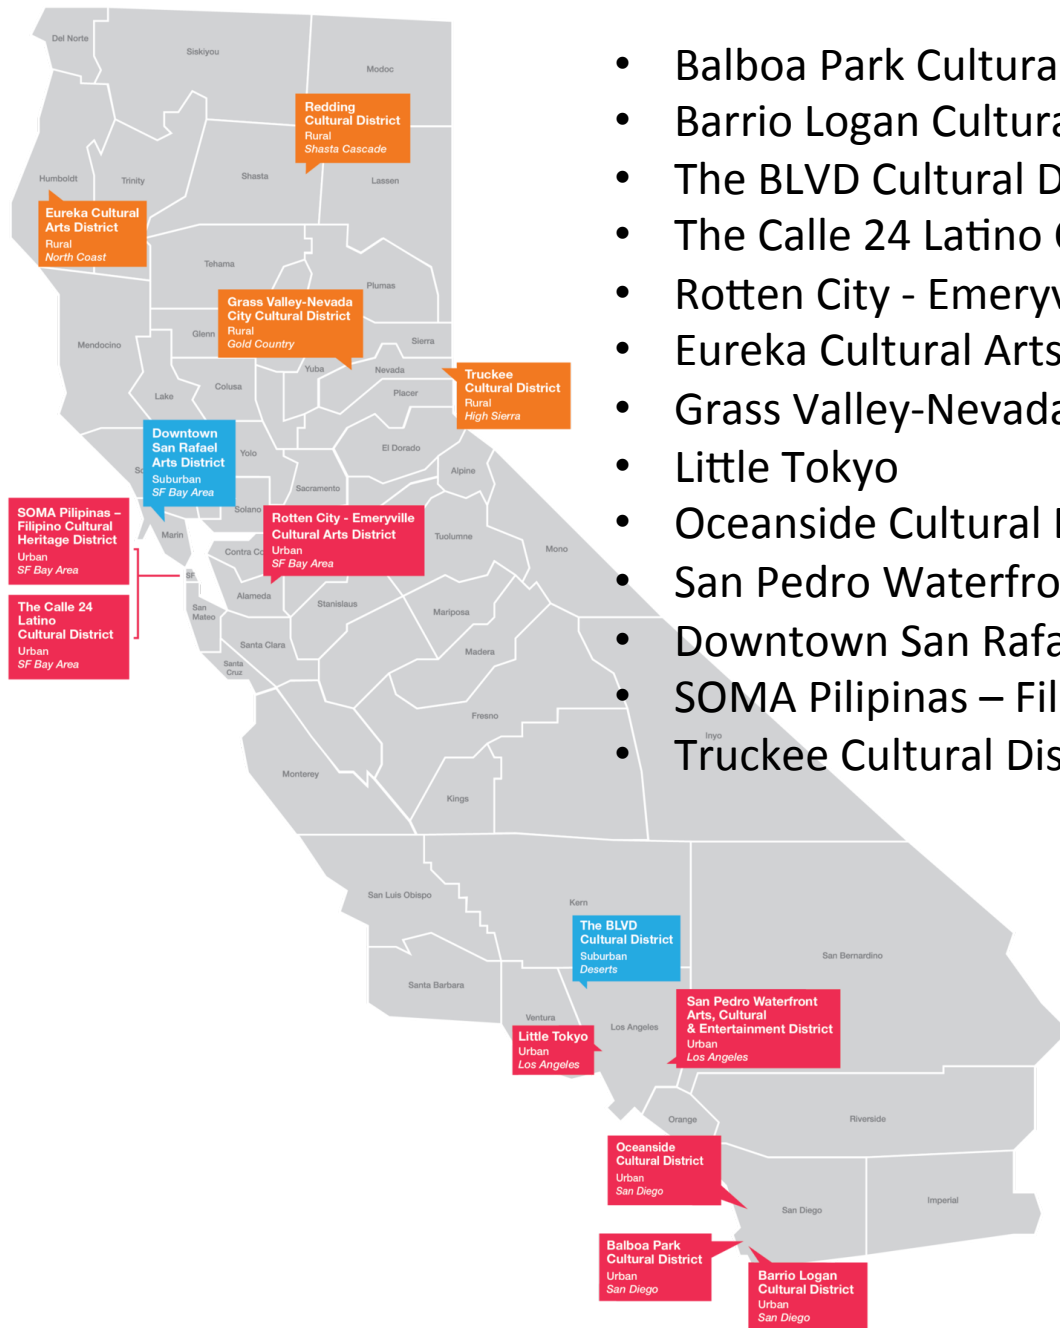 • Balboa Park Cultura
• Barrio Logan Cultura
• The BLVD Cultural D
• The Calle 24 Latino
• Rotten City - Emeryv
• Eureka Cultural Arts
• Grass Valley-Nevada
• Little Tokyo
• Oceanside Cultural
• San Pedro Waterfro
• Downtown San Rafa
• SOMA Pilipinas – Fil
• Truckee Cultural Dis
Del Norte
Siskiyou
Modoc
Redding
Cultural District
Rural
Shasta Cascade
Humboldt
Trinity
Shasta
Lassen
Eureka Cultural
Arts District
Rural
North Coast
Tehama
Plumas
Grass Valley-Nevada
City Cultural District
Rural
Gold Country
Mendocino
Glenn
Sierra
Yuba
Nevada
Truckee
Cultural District
Rural
High Sierra
Lake
Colusa
Placer
Downtown
San Rafael
Arts District
Suburban
SF Bay Area
Yolo
El Dorado
So
Alpine
Sacramento
Solano
SOMA Pilipinas –
Filipino Cultural
Heritage District
Urban
SF Bay Area
Marin
Rotten City - Emeryville
Cultural Arts District
Urban
SF Bay Area
Contra Co
Tuolumne
Mono
SF
Alameda
The Calle 24
Latino
Cultural District
Urban
SF Bay Area
San
Mateo
Stanislaus
Mariposa
Santa Clara
Madera
Santa
Cruz
Fresno
Inyo
Monterey
Kings
San Luis Obispo
Kern
The BLVD
Cultural District
Suburban
Deserts
San Bernardino
Santa Barbara
Ventura
Los Angeles
San Pedro Waterfront
Arts, Cultural
& Entertainment District
Urban
Los Angeles
Little Tokyo
Urban
Los Angeles
Orange
Riverside
Oceanside
Cultural District
Urban
San Diego
San Diego
Imperial
Balboa Park
Cultural District
Urban
San Diego
Barrio Logan
Cultural District
Urban
San Diego